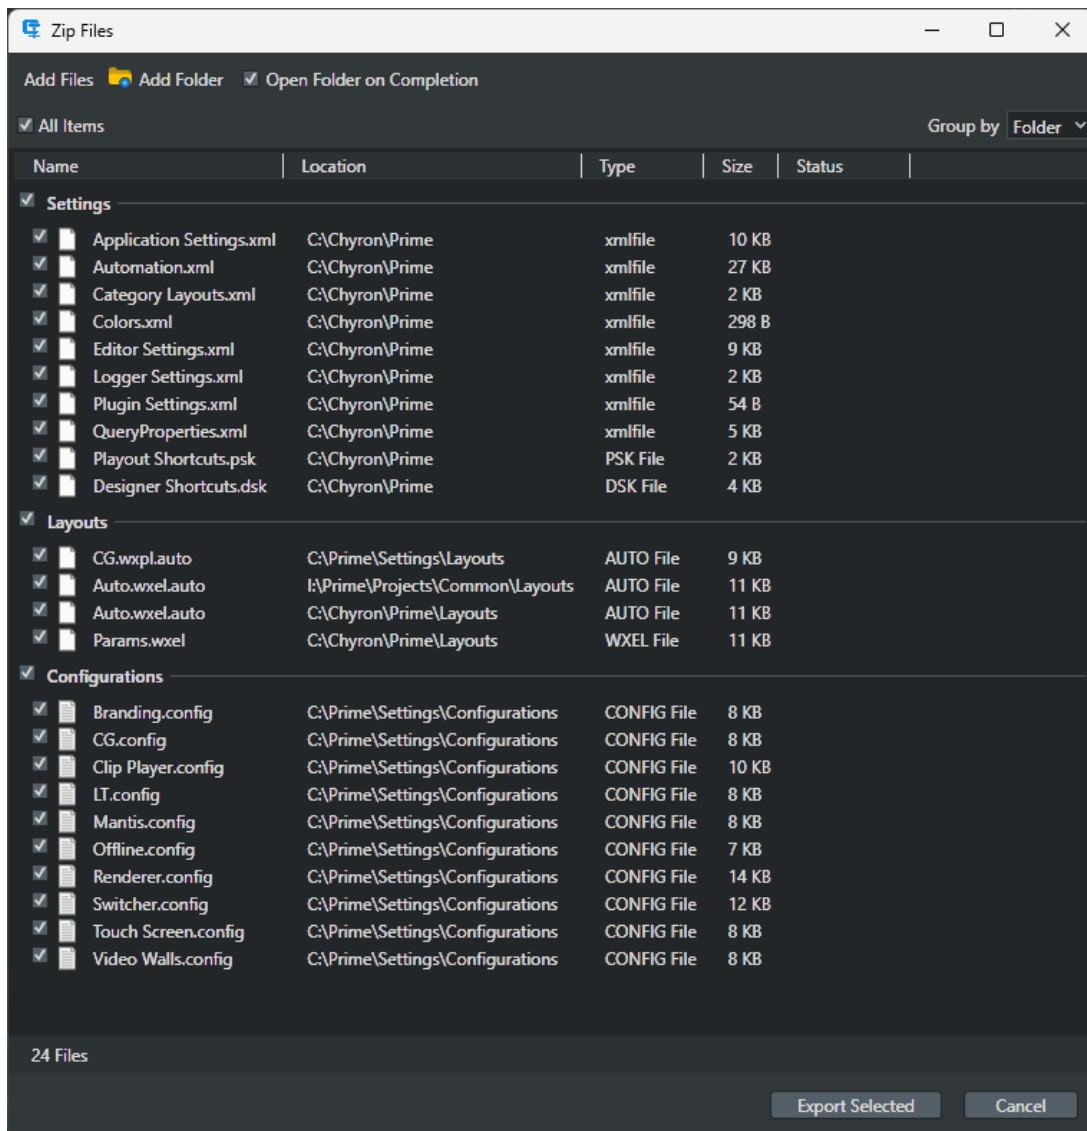 Zip Files
Add Files Add Folder Open Folder on Completion
All Items Group by Folder
Name Location Type Size Status
Settings
Application Settings.xml C:\Chyron\Prime xmlfile 10 KB
Automation.xml C:\Chyron\Prime xmlfile 27 KB
Category Layouts.xml C:\Chyron\Prime xmlfile 2 KB
Colors.xml C:\Chyron\Prime xmlfile 298 B
Editor Settings.xml C:\Chyron\Prime xmlfile 9 KB
Logger Settings.xml C:\Chyron\Prime xmlfile 2 KB
Plugin Settings.xml C:\Chyron\Prime xmlfile 54 B
QueryProperties.xml C:\Chyron\Prime xmlfile 5 KB
Playout Shortcuts.psk C:\Chyron\Prime PSK File 2 KB
Designer Shortcuts.dsk C:\Chyron\Prime DSK File 4 KB
Layouts
CG.wxpl.auto C:\Prime\Settings\Layouts AUTO File 9 KB
Auto.wxel.auto I:\Prime\Projects\Common\Layouts AUTO File 11 KB
Auto.wxel.auto C:\Chyron\Prime\Layouts AUTO File 11 KB
Params.wxel C:\Chyron\Prime\Layouts WXEL File 11 KB
Configurations
Branding.config C:\Prime\Settings\Configurations CONFIG File 8 KB
CG.config C:\Prime\Settings\Configurations CONFIG File 8 KB
Clip Player.config C:\Prime\Settings\Configurations CONFIG File 10 KB
LT.config C:\Prime\Settings\Configurations CONFIG File 8 KB
Mantis.config C:\Prime\Settings\Configurations CONFIG File 8 KB
Offline.config C:\Prime\Settings\Configurations CONFIG File 7 KB
Renderer.config C:\Prime\Settings\Configurations CONFIG File 14 KB
Switcher.config C:\Prime\Settings\Configurations CONFIG File 12 KB
Touch Screen.config C:\Prime\Settings\Configurations CONFIG File 8 KB
Video Walls.config C:\Prime\Settings\Configurations CONFIG File 8 KB
24 Files
Export Selected Cancel